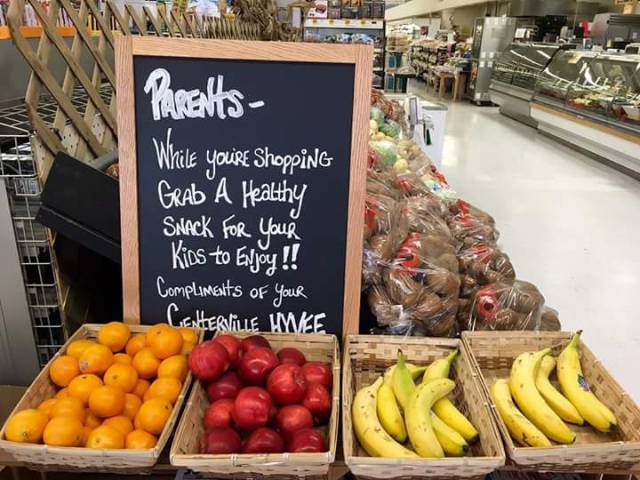 PARENTS-
WHILE YOU'RE SHOPPING
GRAB A HEALTHY
SNACK FOR YOUR
KIDS TO ENJOY!!
COMPLIMENTS OF YOUR
CENTERVILLE HYVEE